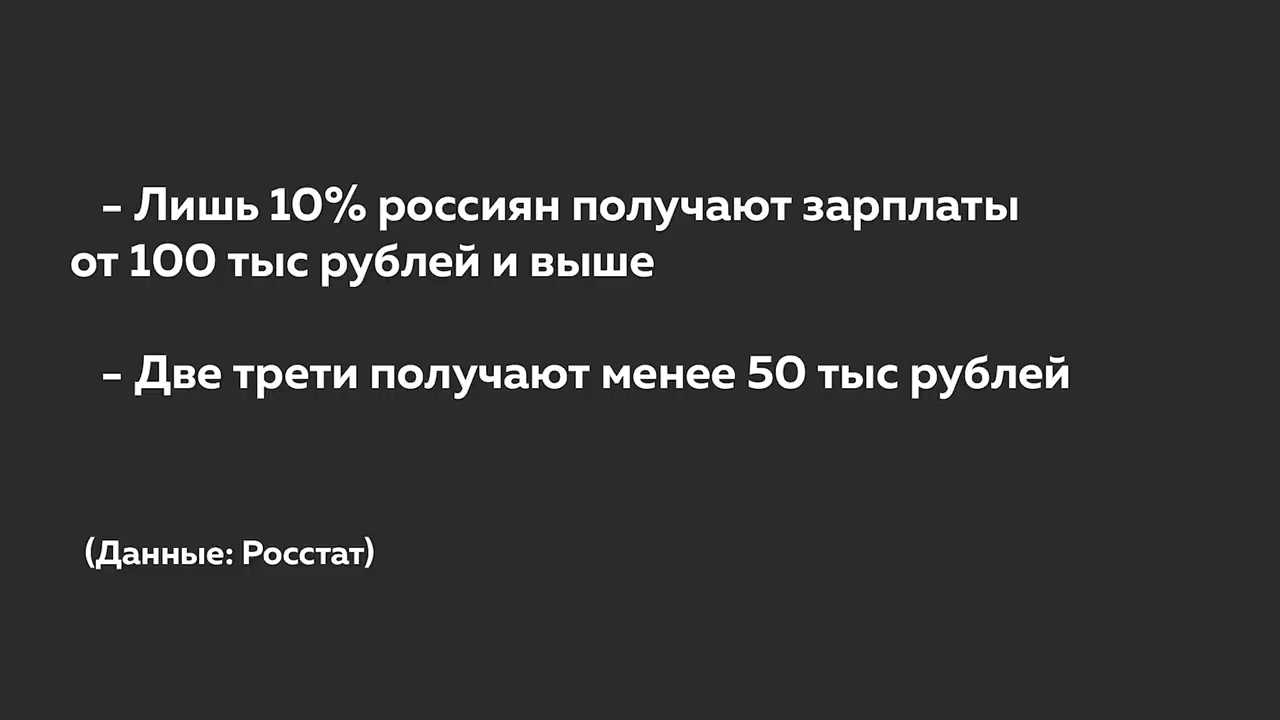 - Лишь 10% россиян получают зарплаты
от 100 тыс рублей и выше
- Две трети получают менее 50 тыс рублей
(Данные: Росстат)